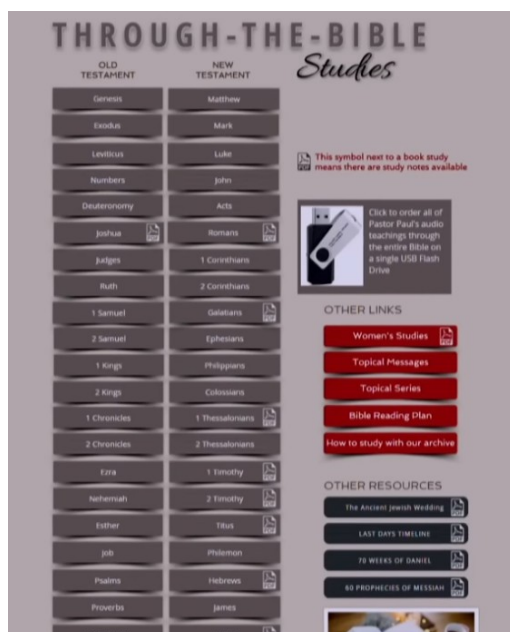 THROUGH-THE-BIBLE
Studies
OLD
TESTAMENT
Genesis
Exodus
Leviticus
Numbers
Deuteronomy
Joshua
Judges
Ruth
1 Samuel
2 Samuel
1 Kings
2 Kings
1 Chronicles
2 Chronicles
Ezra
Nehemiah
Esther
Job
Psalms
Proverbs
NEW
TESTAMENT
Matthew
Mark
Luke
John
Acts
Romans
1 Corinthians
2 Corinthians
Galatians
Ephesians
Philippians
Colossians
1 Thessalonians
2 Thessalonians
1 Timothy
2 Timothy
Titus
Philemon
Hebrews
James
This symbol next to a book study
means there are study notes available
Click to order all of
Pastor Paul's audio
teachings through
the entire Bible on
a single USB Flash
Drive
OTHER LINKS
Women's Studies
Topical Messages
Topical Series
Bible Reading Plan
How to study with our archive
OTHER RESOURCES
The Ancient Jewish Wedding
LAST DAYS TIMELINE
70 WEEKS OF DANIEL
60 PROPHECIES OF MESSIAH